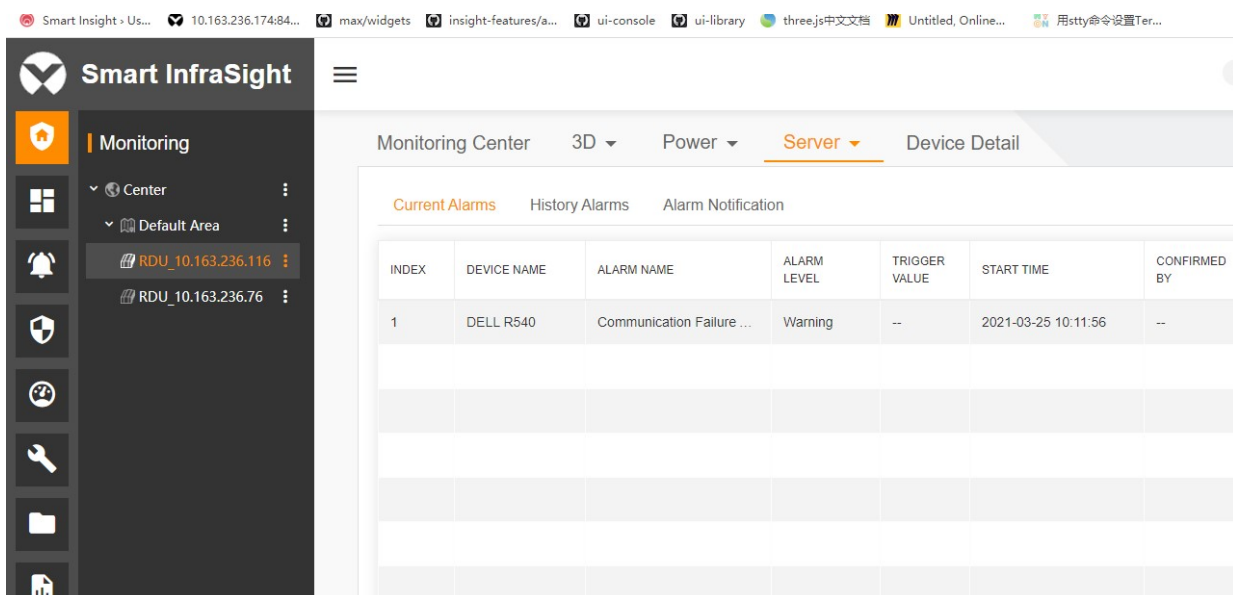 Smart Insight › Us... 10.163.236.174:84... max/widgets insight-features/a... ui-console ui-library three.js中文文档 Untitled, Online... 用stty命令设置Ter...
Smart InfraSight
Monitoring
Center
Default Area
RDU_10.163.236.116
RDU_10.163.236.76
Monitoring Center 3D Power Server Device Detail
Current Alarms History Alarms Alarm Notification
INDEX DEVICE NAME ALARM NAME ALARM LEVEL TRIGGER VALUE START TIME CONFIRMED BY
1 DELL R540 Communication Failure ... Warning -- 2021-03-25 10:11:56 --